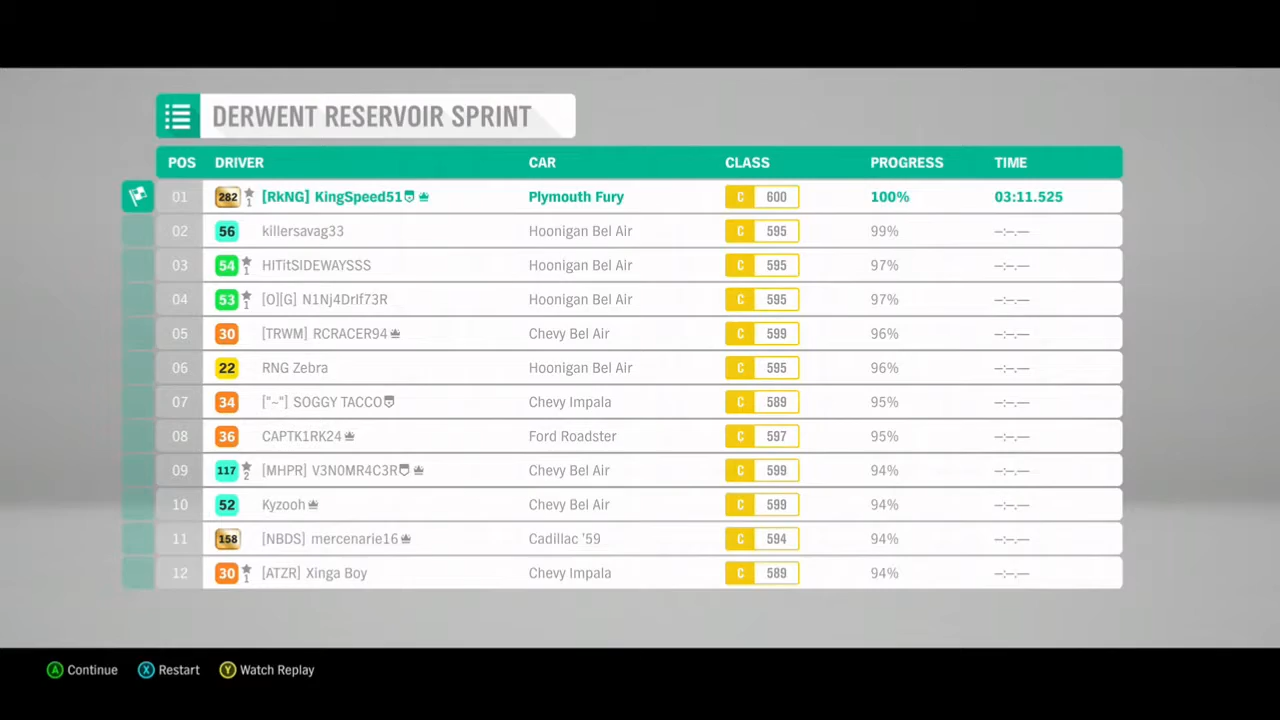 DERWENT RESERVOIR SPRINT
POS DRIVER CAR CLASS PROGRESS TIME
01 282 1 [RkNG] KingSpeed51 Plymouth Fury C 600 100% 03:11.525
02 56 killersavag33 Hoonigan Bel Air C 595 99% --:--.---
03 54 1 HITitSIDEWAYSSS Hoonigan Bel Air C 595 97% --:--.---
04 53 1 [O][G] N1Nj4DrIf73R Hoonigan Bel Air C 595 97% --:--.---
05 30 [TRWM] RCRACER94 Chevy Bel Air C 599 96% --:--.---
06 22 RNG Zebra Hoonigan Bel Air C 595 96% --:--.---
07 34 ["~"] SOGGY TACCO Chevy Impala C 589 95% --:--.---
08 36 CAPTK1RK24 Ford Roadster C 597 95% --:--.---
09 117 2 [MHPR] V3N0MR4C3R Chevy Bel Air C 599 94% --:--.---
10 52 Kyzooh Chevy Bel Air C 599 94% --:--.---
11 158 [NBDS] mercenarie16 Cadillac '59 C 594 94% --:--.---
12 30 1 [ATZR] Xinga Boy Chevy Impala C 589 94% --:--.---
A Continue X Restart Y Watch Replay